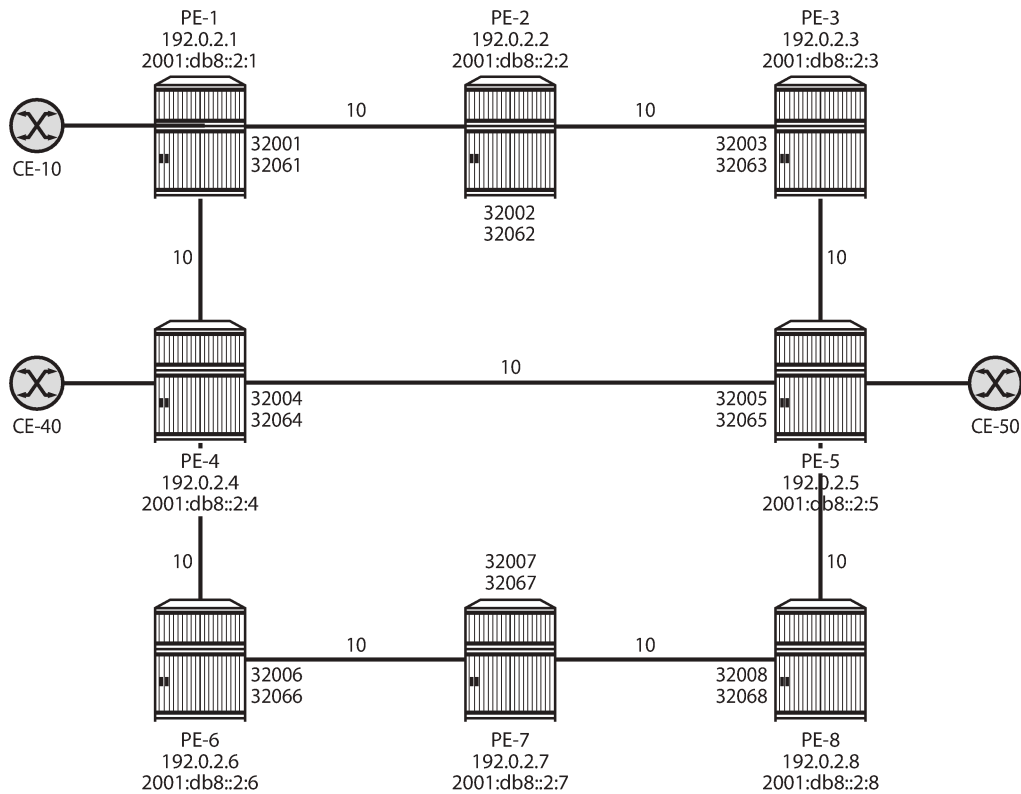 PE-1
192.0.2.1
2001:db8::2:1
PE-2
192.0.2.2
2001:db8::2:2
PE-3
192.0.2.3
2001:db8::2:3
CE-10
10
10
32001
32061
32002
32062
32003
32063
10
10
CE-40
10
32004
32064
32005
32065
CE-50
PE-4
192.0.2.4
2001:db8::2:4
PE-5
192.0.2.5
2001:db8::2:5
10
32007
32067
10
10
10
32006
32066
32008
32068
PE-6
192.0.2.6
2001:db8::2:6
PE-7
192.0.2.7
2001:db8::2:7
PE-8
192.0.2.8
2001:db8::2:8